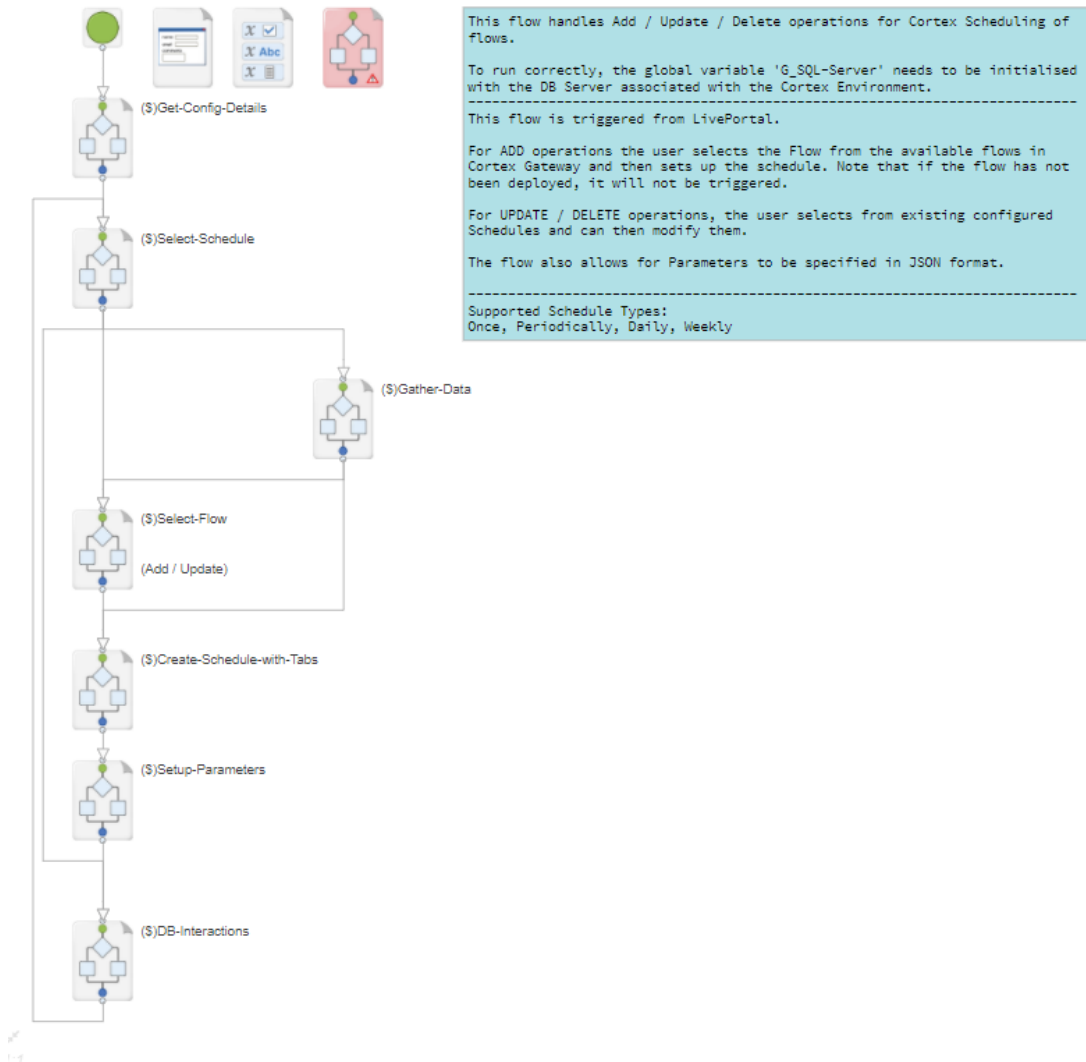 This flow handles Add / Update / Delete operations for Cortex Scheduling of
flows.
To run correctly, the global variable 'G_SQL-Server' needs to be initialised
with the DB Server associated with the Cortex Environment.
----------------------------------------------------------------------------
This flow is triggered from LivePortal.
For ADD operations the user selects the Flow from the available flows in
Cortex Gateway and then sets up the schedule. Note that if the flow has not
been deployed, it will not be triggered.
For UPDATE / DELETE operations, the user selects from existing configured
Schedules and can then modify them.
The flow also allows for Parameters to be specified in JSON format.
----------------------------------------------------------------------------
Supported Schedule Types:
Once, Periodically, Daily, Weekly
X
X Abc
X
($)Get-Config-Details
($)Select-Schedule
($)Gather-Data
($)Select-Flow
(Add / Update)
($)Create-Schedule-with-Tabs
($)Setup-Parameters
($)DB-Interactions